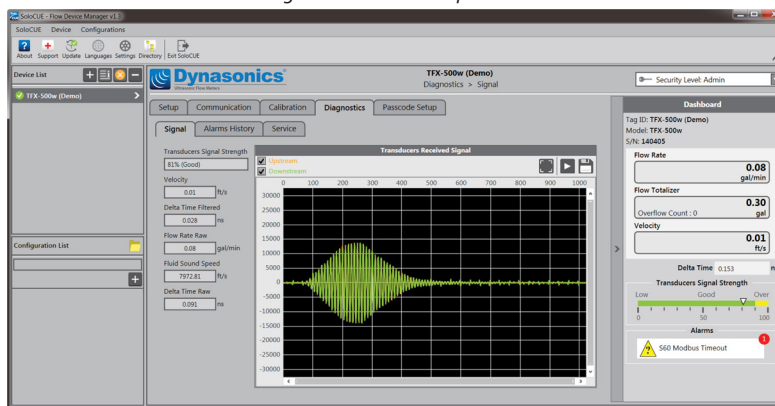 SoloCUE - Flow Device Manager v1.3
SoloCUE Device Configurations
About Support Update Languages Settings Directory Exit SoloCUE
Device List
TFX-500w (Demo)
Configuration List
Dynasonics®
Ultrasonic Flow Meters
TFX-500w (Demo)
Diagnostics > Signal
Security Level: Admin
Setup Communication Calibration Diagnostics Passcode Setup
Signal Alarms History Service
Transducers Signal Strength
81% (Good)
Velocity
0.01 ft/s
Delta Time Filtered
0.028 ns
Flow Rate Raw
0.08 gal/min
Fluid Sound Speed
7972.81 ft/s
Delta Time Raw
0.091 ns
Transducers Received Signal
Upstream
Downstream
0 100 200 300 400 500 600 700 800 900 1000
30000
25000
20000
15000
10000
5000
0
-5000
-10000
-15000
-20000
-25000
-30000
Dashboard
Tag ID: TFX-500w (Demo)
Model: TFX-500w
S/N: 140405
Flow Rate
0.08
gal/min
Flow Totalizer
0.30
Overflow Count : 0 gal
Velocity
0.01
ft/s
Delta Time 0.153 n
Transducers Signal Strength
Low Good Over
0 50 100
Alarms
1
S60 Modbus Timeout